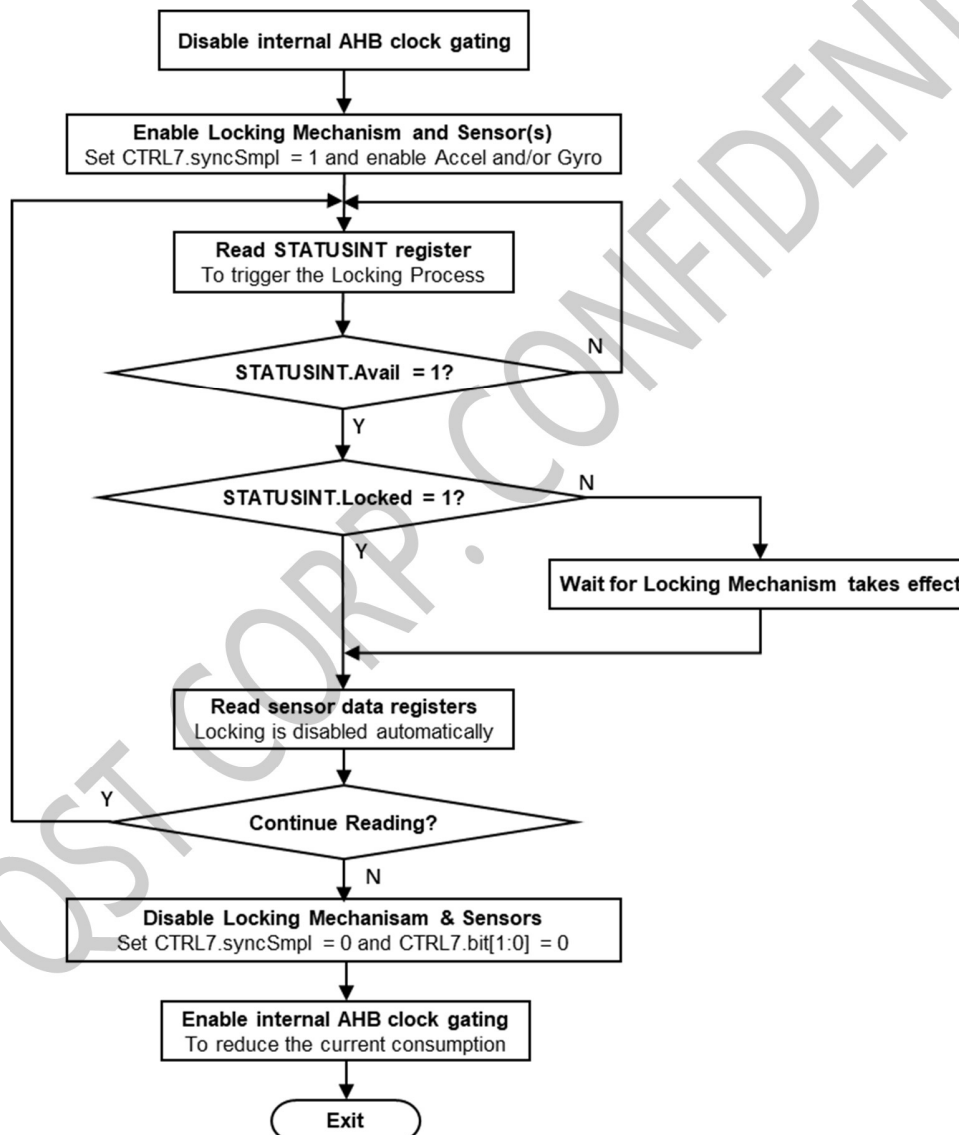 Disable internal AHB clock gating
Enable Locking Mechanism and Sensor(s)
Set CTRL7.syncSmpl = 1 and enable Accel and/or Gyro
Read STATUSINT register
To trigger the Locking Process
STATUSINT.Avail = 1?
N
Y
STATUSINT.Locked = 1?
N
Y
Wait for Locking Mechanism takes effect
Read sensor data registers
Locking is disabled automatically
Continue Reading?
Y
N
Disable Locking Mechanisam & Sensors
Set CTRL7.syncSmpl = 0 and CTRL7.bit[1:0] = 0
Enable internal AHB clock gating
To reduce the current consumption
Exit
QST CORP. CONFIDENT